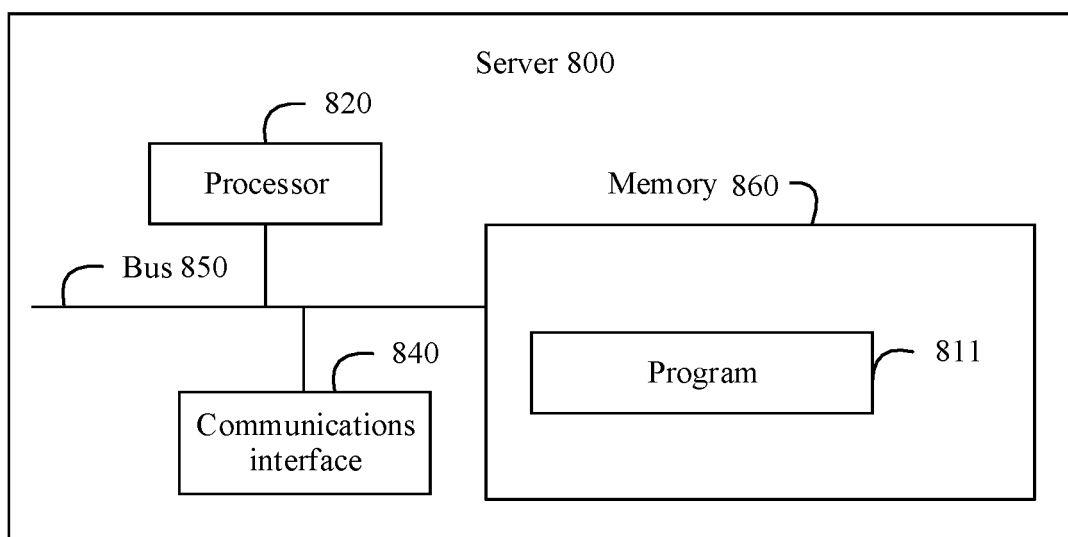 Server 800
820
Processor
Memory 860
Bus 850
840
Program
811
Communications
interface